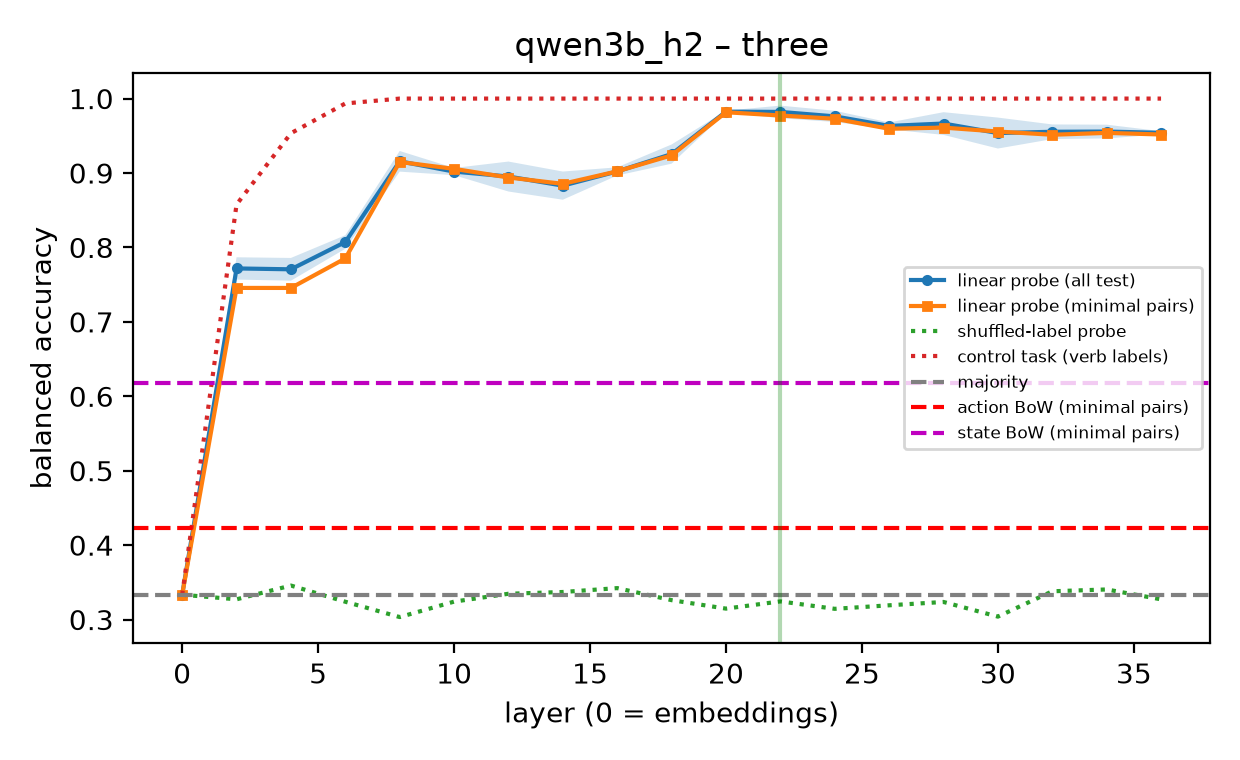 qwen3b_h2 – three
balanced accuracy
1.0
0.9
0.8
0.7
0.6
0.5
0.4
0.3
linear probe (all test)
linear probe (minimal pairs)
shuffled-label probe
control task (verb labels)
majority
action BoW (minimal pairs)
state BoW (minimal pairs)
0 5 10 15 20 25 30 35
layer (0 = embeddings)